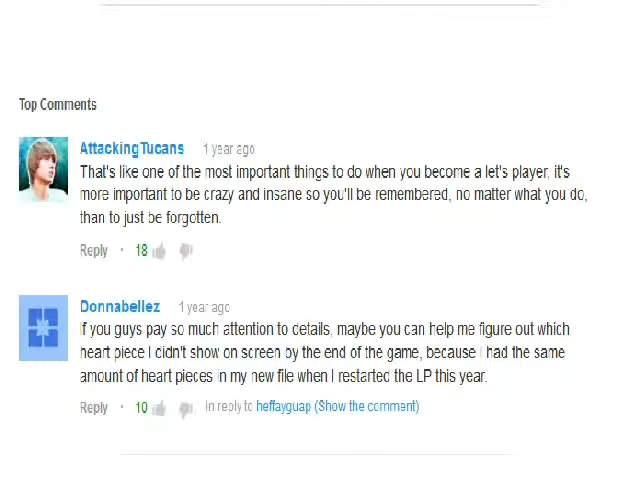 Top Comments
AttackingTucans 1 year ago
That's like one of the most important things to do when you become a let's player, it's
more important to be crazy and insane so you'll be remembered, no matter what you do,
than to just be forgotten.
Reply • 18
Donnabellez 1 year ago
If you guys pay so much attention to details, maybe you can help me figure out which
heart piece I didn't show on screen by the end of the game, because I had the same
amount of heart pieces in my new file when I restarted the LP this year.
Reply • 10 In reply to heffayguap (Show the comment)